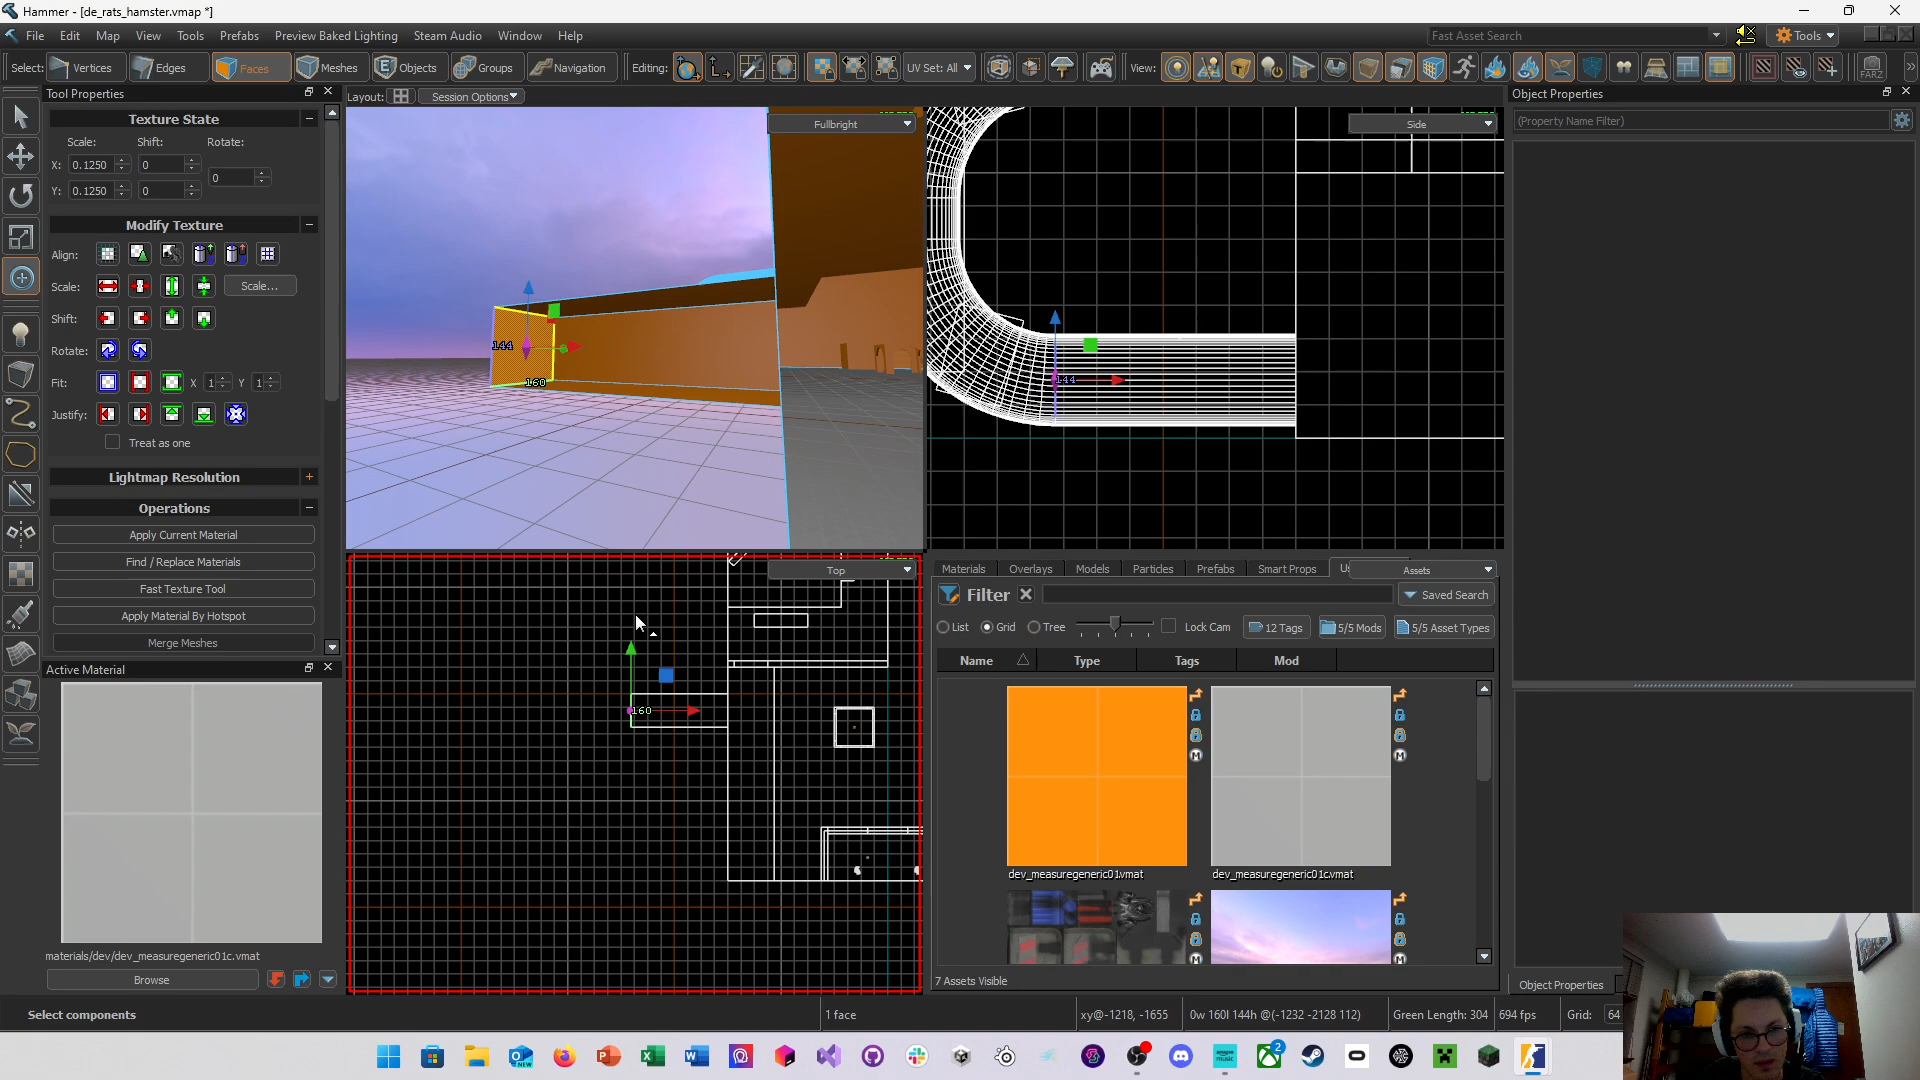 Hammer - [de_rats_hamster.vmap *]
File Edit Map View Tools Prefabs Preview Baked Lighting Steam Audio Window Help
Fast Asset Search
Tools
Select: Vertices Edges Faces Meshes Objects Groups Navigation Editing: UV Set: All View: FARZ
Tool Properties
Layout: Session Options
Object Properties
Texture State
Scale: Shift: Rotate:
X: 0.1250 0
0
Y: 0.1250 0
Modify Texture
Align:
Scale: Scale...
Shift:
Rotate:
Fit: X 1 Y 1
Justify:
Treat as one
Lightmap Resolution
Operations
Apply Current Material
Find / Replace Materials
Fast Texture Tool
Apply Material By Hotspot
Merge Meshes
Active Material
materials/dev/dev_measuregeneric01c.vmat
Browse
Fullbright
144
160
Side
144
Top
160
(Property Name Filter)
Materials Overlays Models Particles Prefabs Smart Props Assets
Filter Saved Search
List Grid Tree Lock Cam 12 Tags 5/5 Mods 5/5 Asset Types
Name Type Tags Mod
M M
dev_measuregeneric01.vmat dev_measuregeneric01c.vmat
M M
7 Assets Visible
Object Properties
Select components 1 face xy@-1218, -1655 0w 160l 144h @(-1232 -2128 112) Green Length: 304 694 fps Grid: 64
NEW
music
2